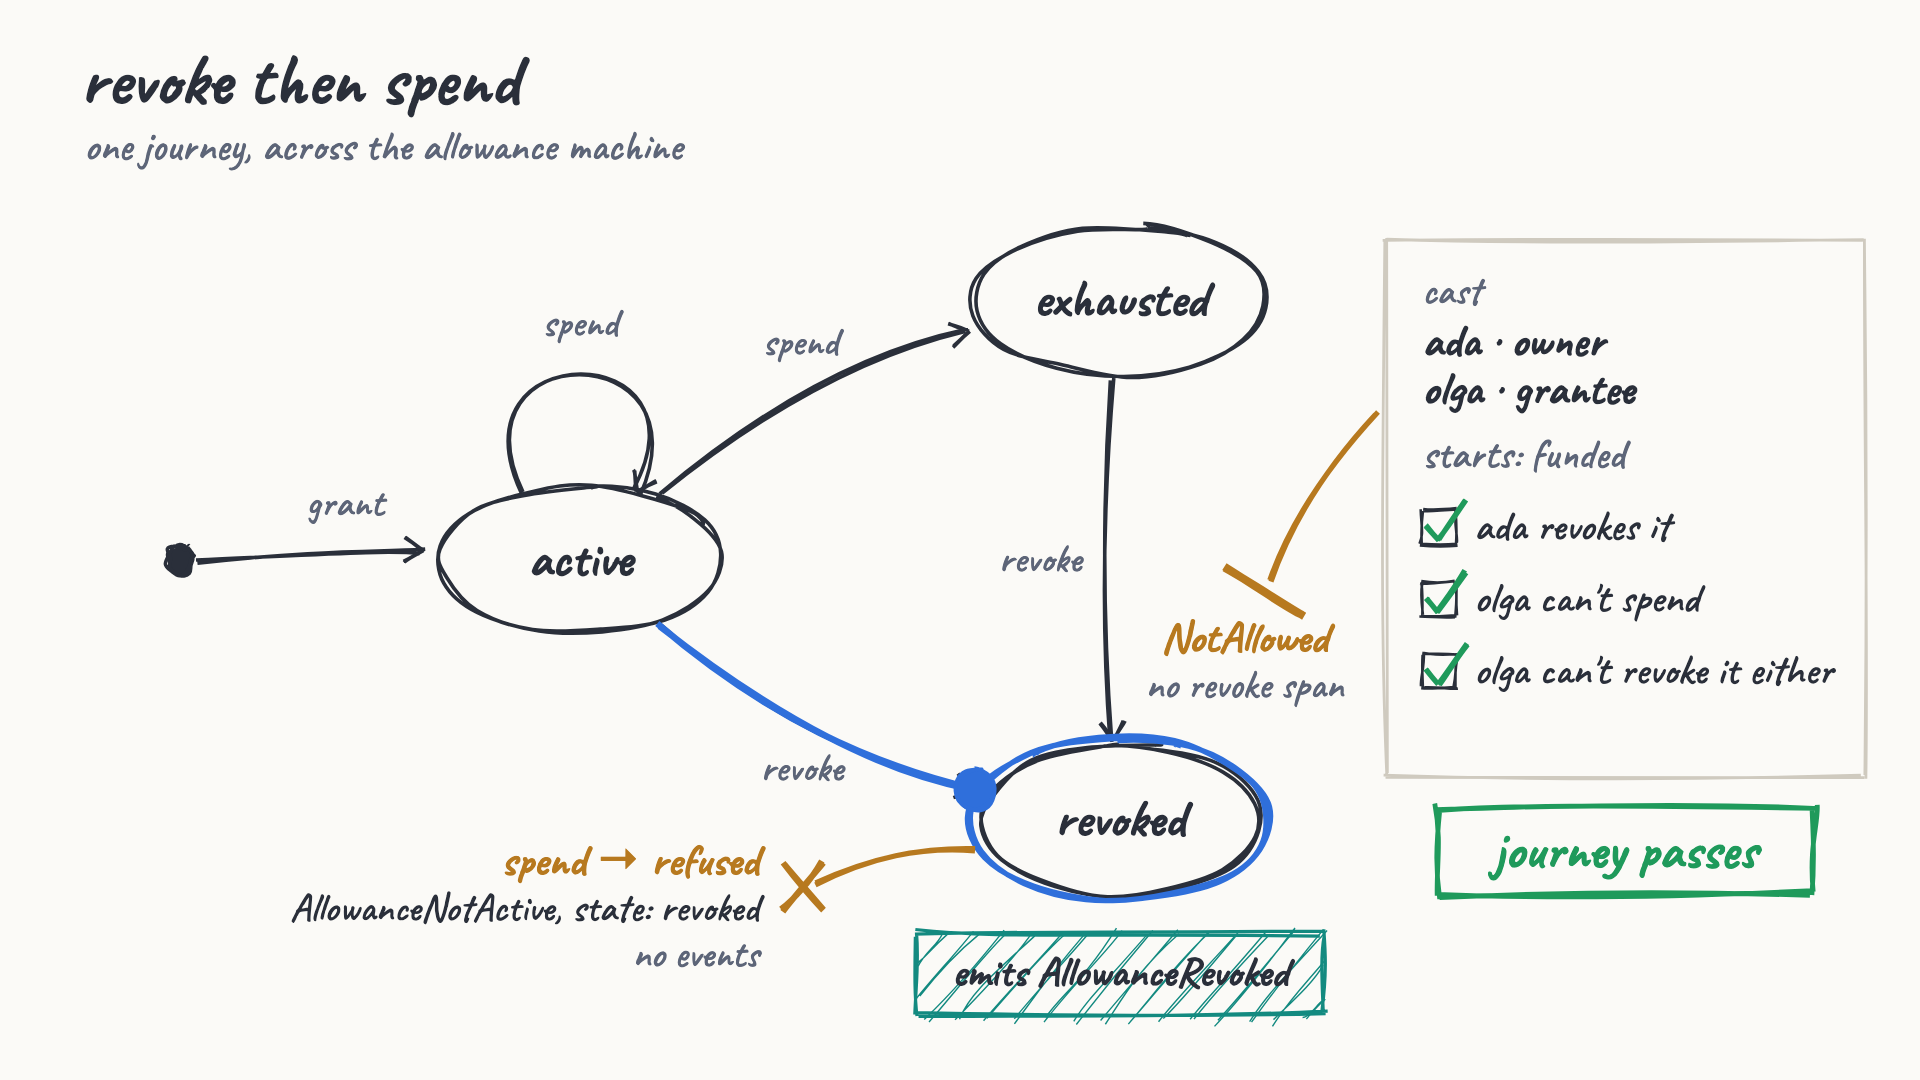 revoke then spend
one journey, across the allowance machine
exhausted
spend
spend
grant
active
revoke
revoke
revoked
NotAllowed
no revoke span
spend → refused
AllowanceNotActive, state: revoked
no events
emits AllowanceRevoked
cast
ada · owner
olga · grantee
starts: funded
ada revokes it
olga can't spend
olga can't revoke it either
journey passes